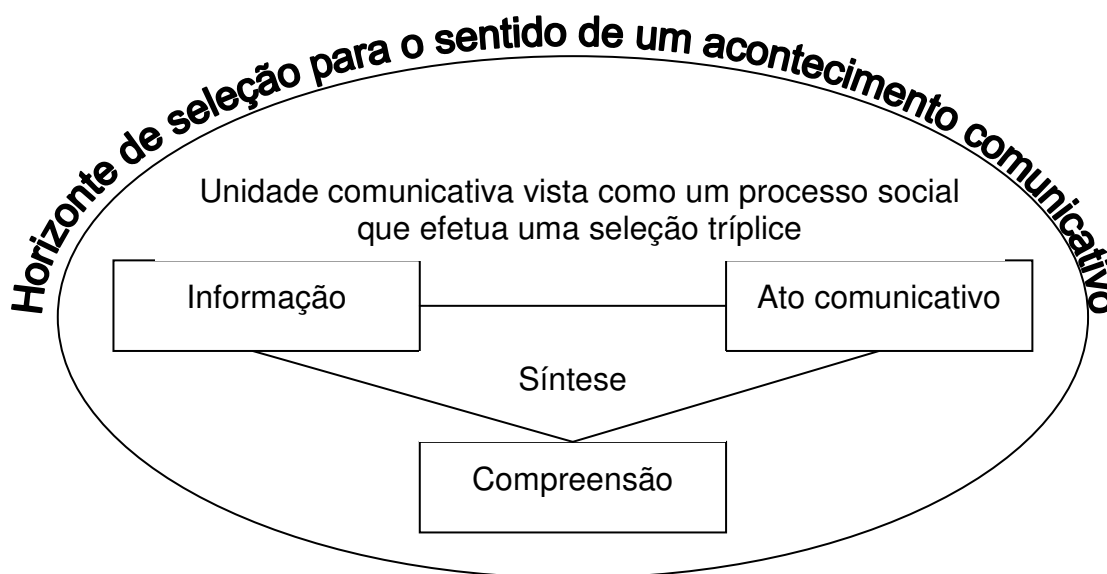 Horizonte de seleção para o sentido de um acontecimento comunicativo
Unidade comunicativa vista como um processo social
que efetua uma seleção tríplice
Informação
Ato comunicativo
Síntese
Compreensão